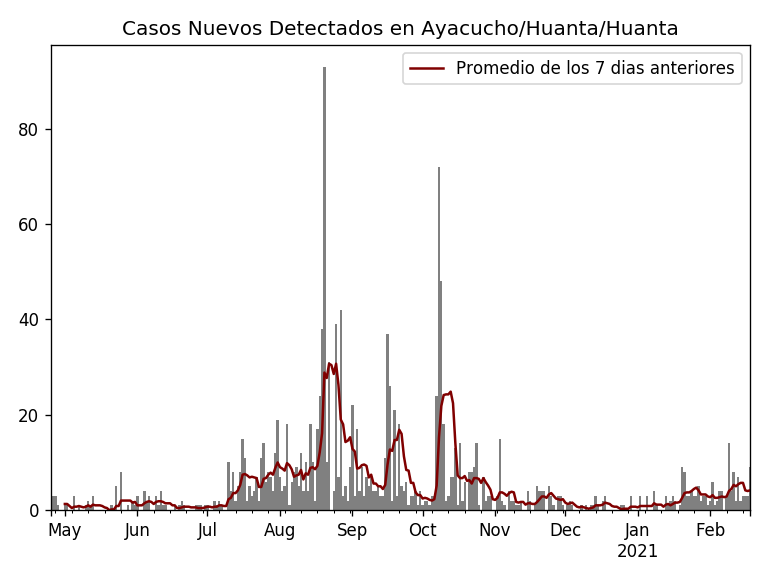 Casos Nuevos Detectados en Ayacucho/Huanta/Huanta
Promedio de los 7 dias anteriores
80
60
40
20
0
May Jun Jul Aug Sep Oct Nov Dec Jan Feb
2021